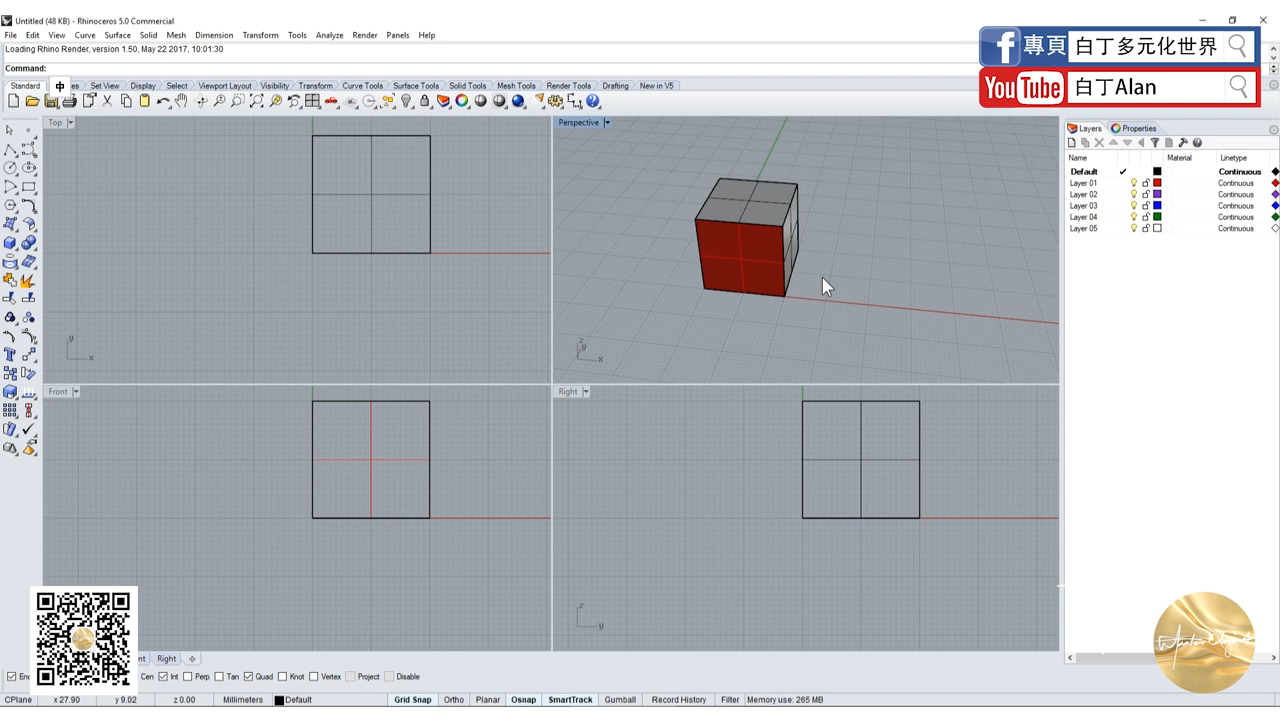 Untitled (48 KB) - Rhinoceros 5.0 Commercial
File Edit View Curve Surface Solid Mesh Dimension Transform Tools Analyze Render Panels Help
Loading Rhino Render, version 1.50, May 22 2017, 10:01:30
Command:
專頁 白丁多元化世界
YouTube 白丁Alan
Standard 中 es Set View Display Select Viewport Layout Visibility Transform Curve Tools Surface Tools Solid Tools Mesh Tools Render Tools Drafting New in V5
Top
Perspective
Layers Properties
Name Material Linetype
Default Continuous
Layer 01 Continuous
Layer 02 Continuous
Layer 03 Continuous
Layer 04 Continuous
Layer 05 Continuous
y
x
z
y
x
Front
Right
z
y
nt Right
End Cen Int Perp Tan Quad Knot Vertex Project Disable
CPlane x 27.90 y 9.02 z 0.00 Millimeters Default Grid Snap Ortho Planar Osnap SmartTrack Gumball Record History Filter Memory use: 265 MB